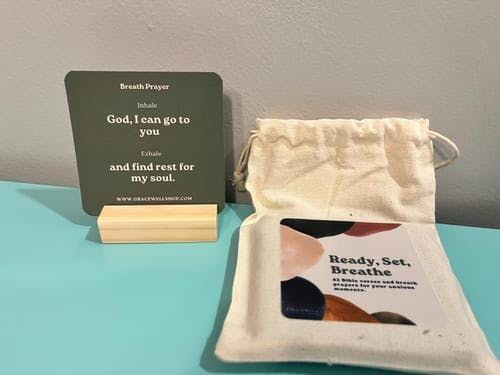 Breath Prayer
Inhale
God, I can go to
you
Exhale
and find rest for
my soul.
WWW.GRACEWELLSHOP.COM
Ready, Set,
Breathe
42 Bible verses and breath
prayers for your anxious
moments.